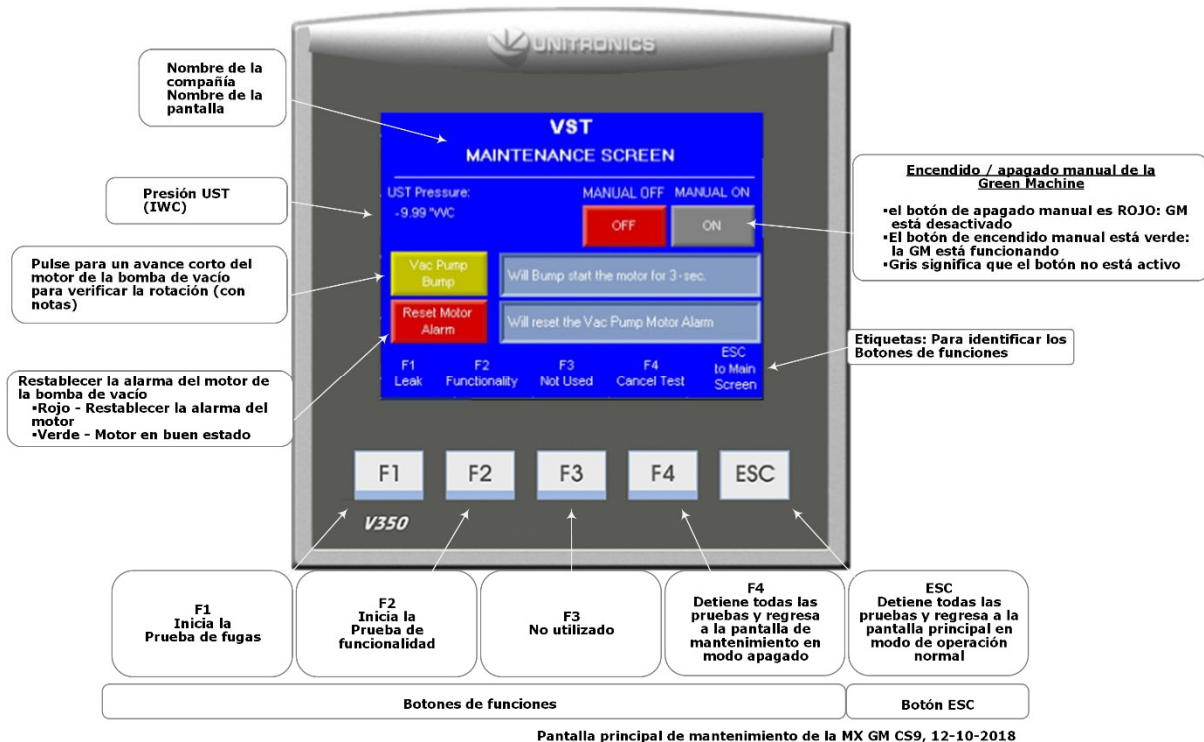 UNITRONICS
Nombre de la
compañía
Nombre de la
pantalla
VST
MAINTENANCE SCREEN
Presión UST
(IWC)
UST Pressure:
-9.99 "WC
MANUAL OFF MANUAL ON
OFF
ON
Encendido / apagado manual de la
Green Machine
▪el botón de apagado manual es ROJO: GM
está desactivado
▪El botón de encendido manual está verde:
la GM está funcionando
▪Gris significa que el botón no está activo
Pulse para un avance corto del
motor de la bomba de vacío
para verificar la rotación (con
notas)
Vac Pump
Bump
Will Bump start the motor for 3-sec.
Reset Motor
Alarm
Will reset the Vac Pump Motor Alarm
Etiquetas: Para identificar los
Botones de funciones
Restablecer la alarma del motor de
la bomba de vacío
▪Rojo - Restablecer la alarma del
motor
▪Verde - Motor en buen estado
F1
Leak
F2
Functionality
F3
Not Used
F4
Cancel Test
ESC
to Main
Screen
F1
F2
F3
F4
ESC
V350
F1
Inicia la
Prueba de fugas
F2
Inicia la
Prueba de
funcionalidad
F3
No utilizado
F4
Detiene todas las
pruebas y regresa
a la pantalla de
mantenimiento en
modo apagado
ESC
Detiene todas las
pruebas y regresa a la
pantalla principal en
modo de operación
normal
Botones de funciones
Botón ESC
Pantalla principal de mantenimiento de la MX GM CS9, 12-10-2018